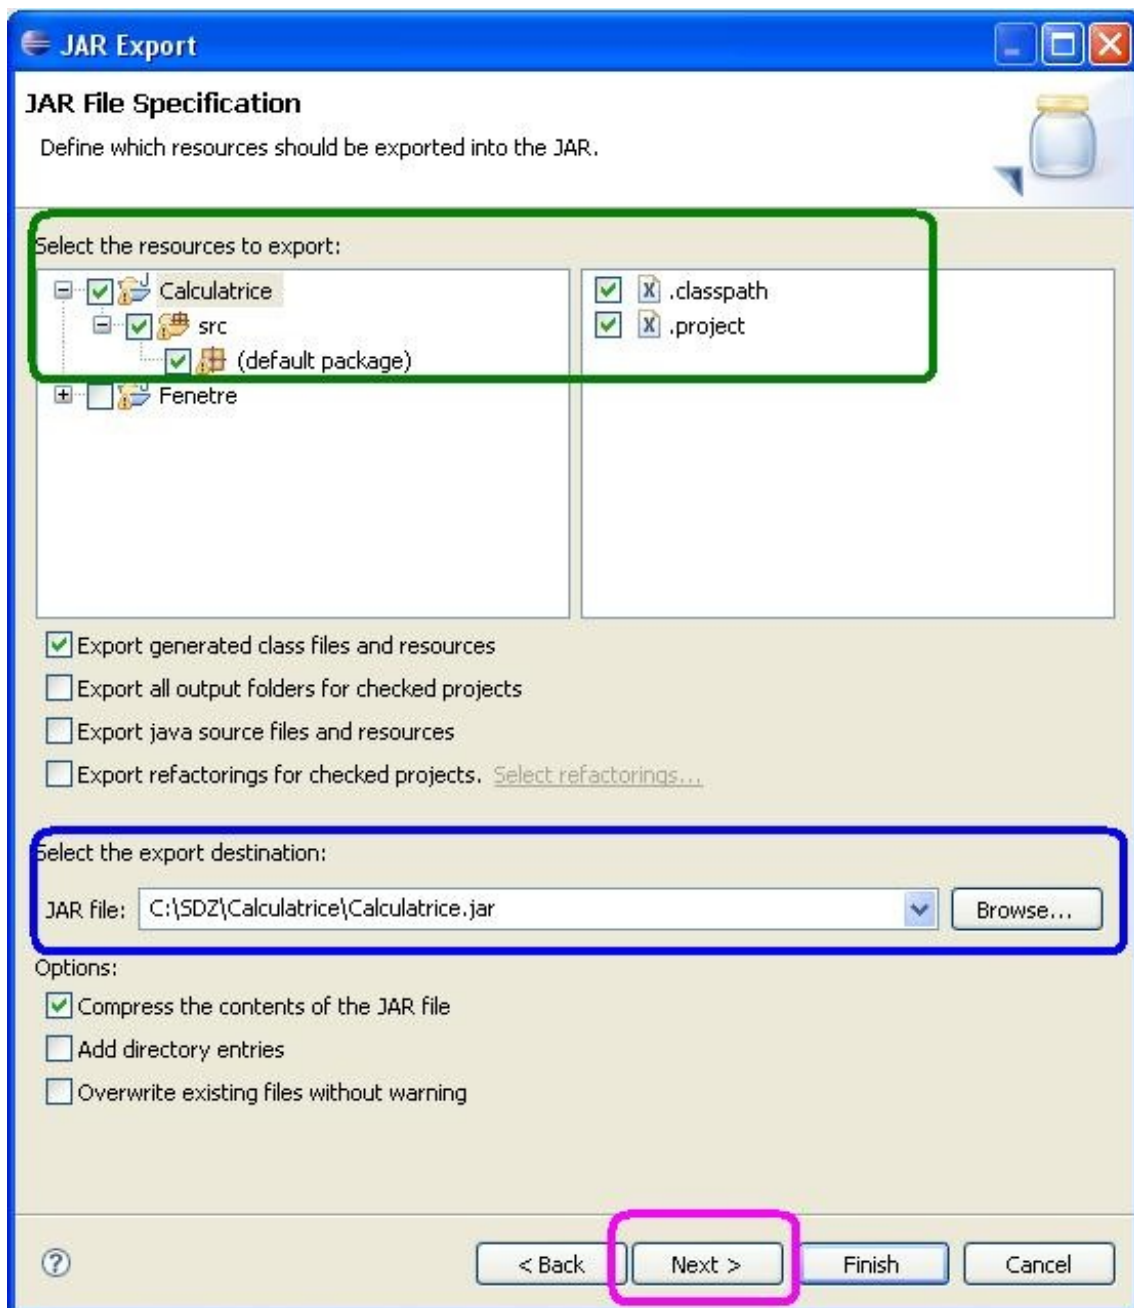 JAR Export
JAR File Specification
Define which resources should be exported into the JAR.
Select the resources to export:
Calculatrice
src
(default package)
Fenetre
.classpath
.project
Export generated class files and resources
Export all output folders for checked projects
Export java source files and resources
Export refactorings for checked projects. Select refactorings...
Select the export destination:
JAR file: C:\SDZ\Calculatrice\Calculatrice.jar Browse...
Options:
Compress the contents of the JAR file
Add directory entries
Overwrite existing files without warning
? < Back Next > Finish Cancel